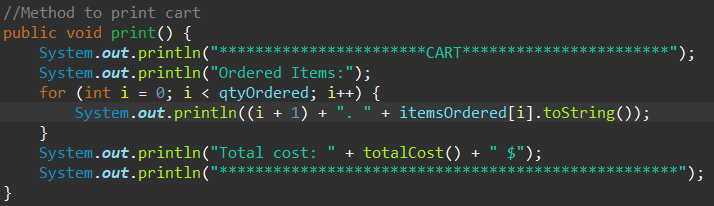 //Method to print cart
public void print() {
    System.out.println("***********************CART***********************");
    System.out.println("Ordered Items:");
    for (int i = 0; i < qtyOrdered; i++) {
        System.out.println((i + 1) + ". " + itemsOrdered[i].toString());
    }
    System.out.println("Total cost: " + totalCost() + " $");
    System.out.println("***************************************************");
}